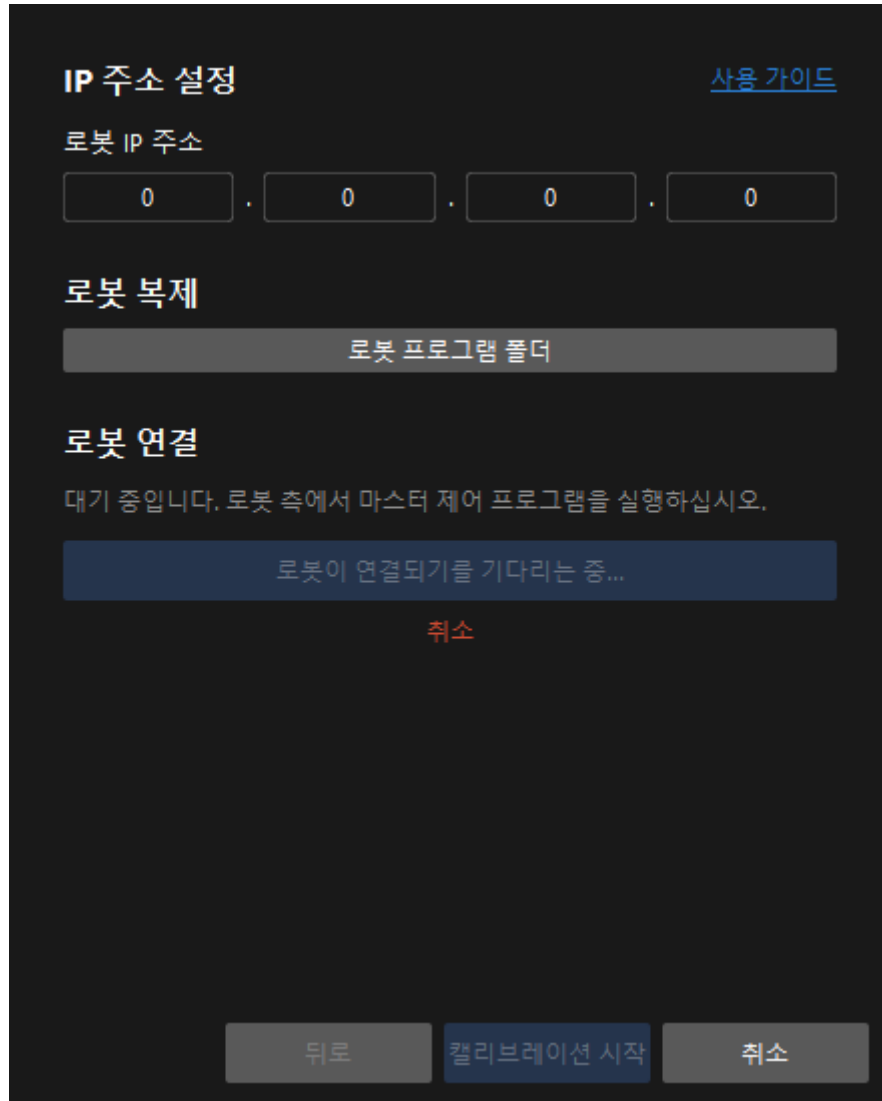 IP 주소 설정 사용 가이드
로봇 IP 주소
0 . 0 . 0 . 0
로봇 복제
로봇 프로그램 폴더
로봇 연결
대기 중입니다. 로봇 측에서 마스터 제어 프로그램을 실행하십시오.
로봇이 연결되기를 기다리는 중...
취소
뒤로 캘리브레이션 시작 취소